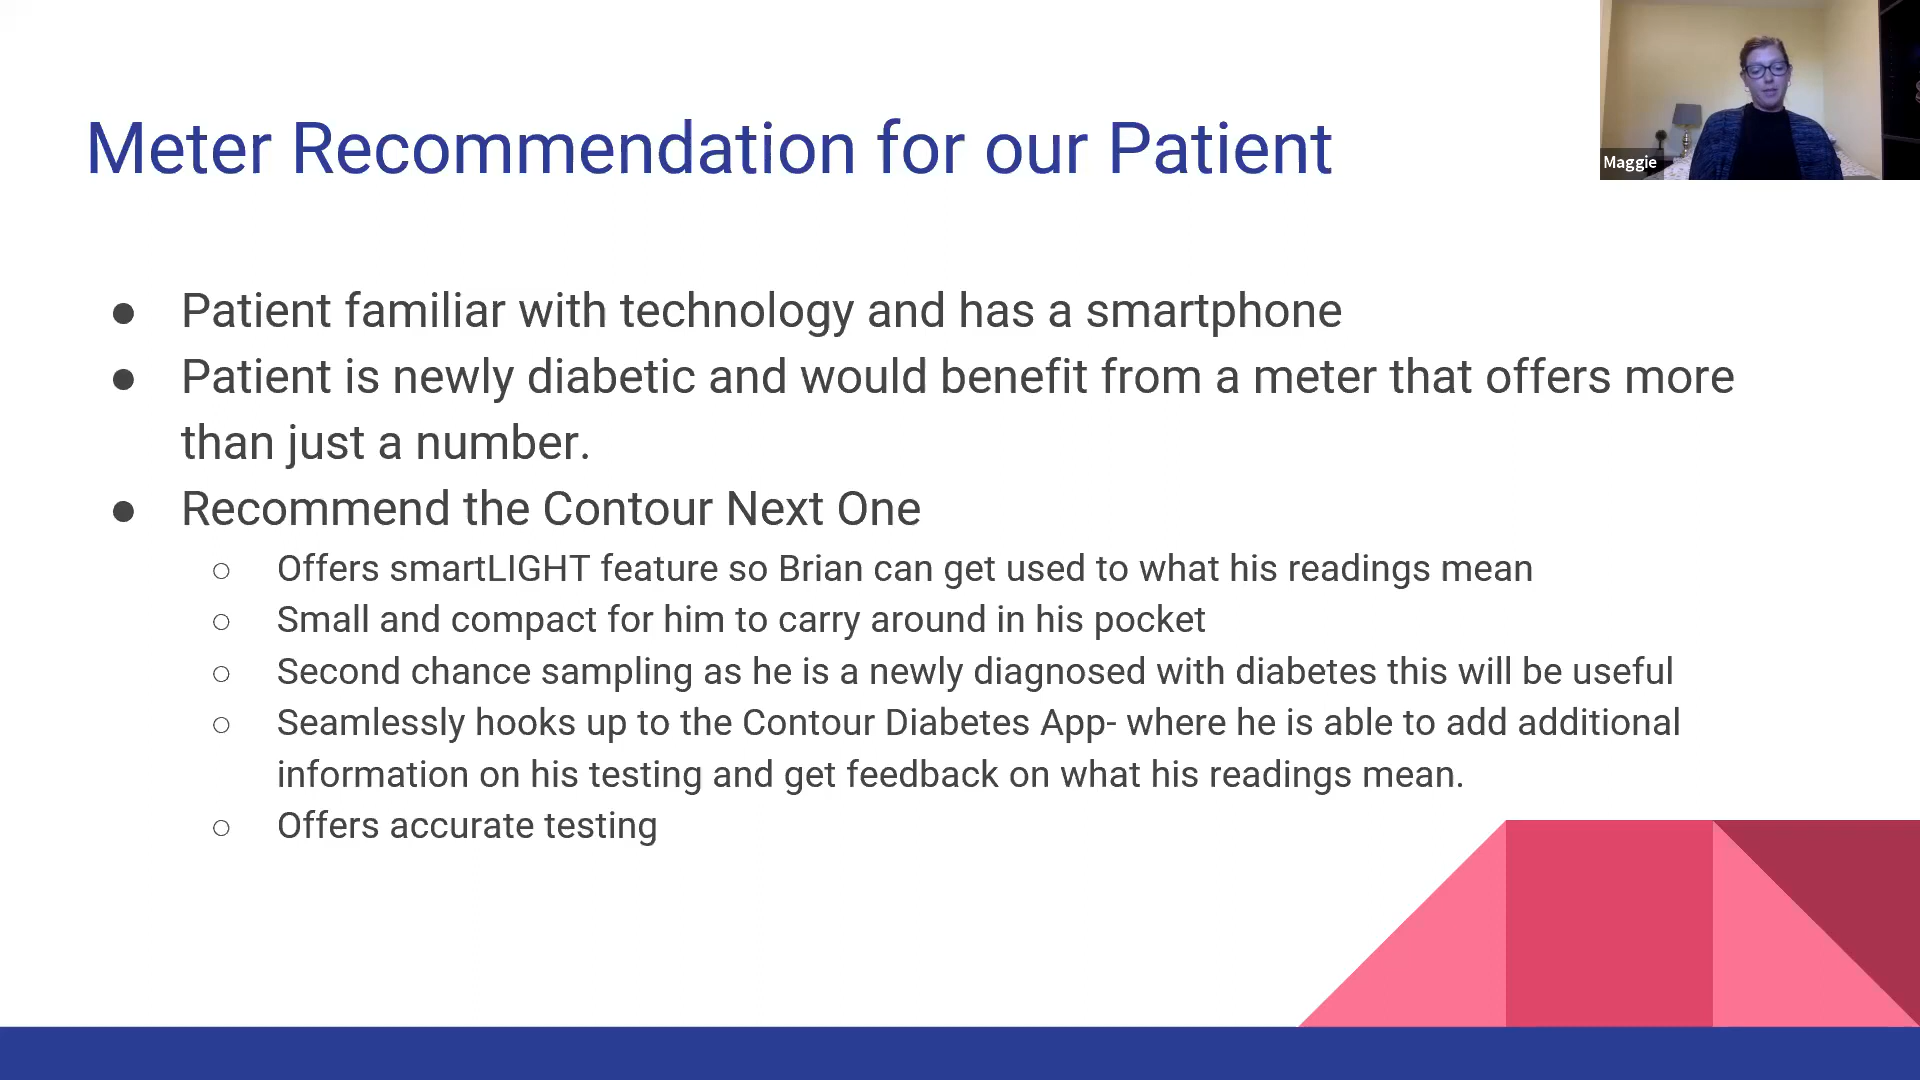 Meter Recommendation for our Patient
Maggie
● Patient familiar with technology and has a smartphone
● Patient is newly diabetic and would benefit from a meter that offers more
than just a number.
● Recommend the Contour Next One
○ Offers smartLIGHT feature so Brian can get used to what his readings mean
○ Small and compact for him to carry around in his pocket
○ Second chance sampling as he is a newly diagnosed with diabetes this will be useful
○ Seamlessly hooks up to the Contour Diabetes App- where he is able to add additional
information on his testing and get feedback on what his readings mean.
○ Offers accurate testing